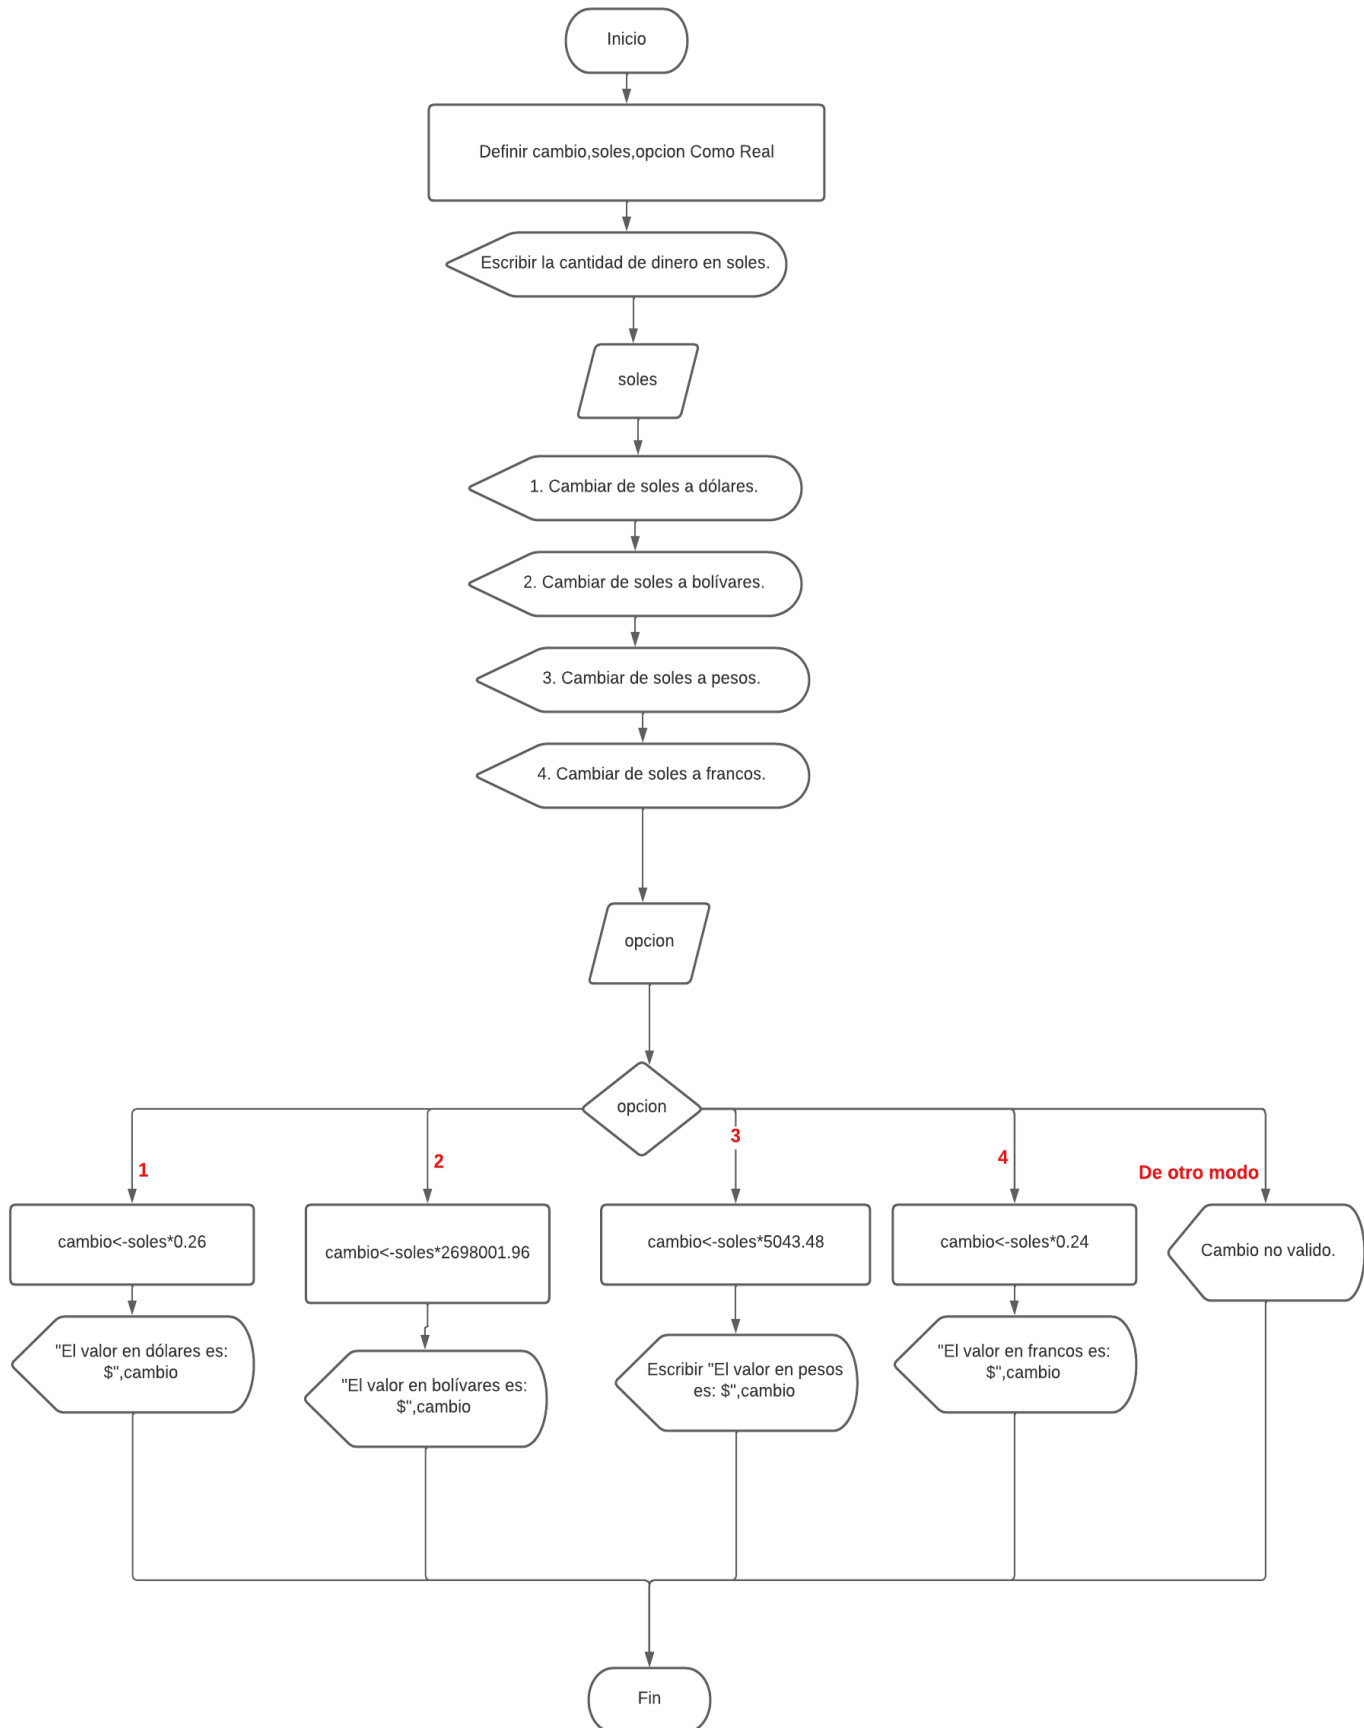 Inicio
Definir cambio,soles,opcion Como Real
Escribir la cantidad de dinero en soles.
soles
1. Cambiar de soles a dólares.
2. Cambiar de soles a bolívares.
3. Cambiar de soles a pesos.
4. Cambiar de soles a francos.
opcion
opcion
1
2
3
4
De otro modo
cambio<-soles*0.26
cambio<-soles*2698001.96
cambio<-soles*5043.48
cambio<-soles*0.24
Cambio no valido.
"El valor en dólares es:
$",cambio
"El valor en bolívares es:
$",cambio
Escribir "El valor en pesos
es: $",cambio
"El valor en francos es:
$",cambio
Fin